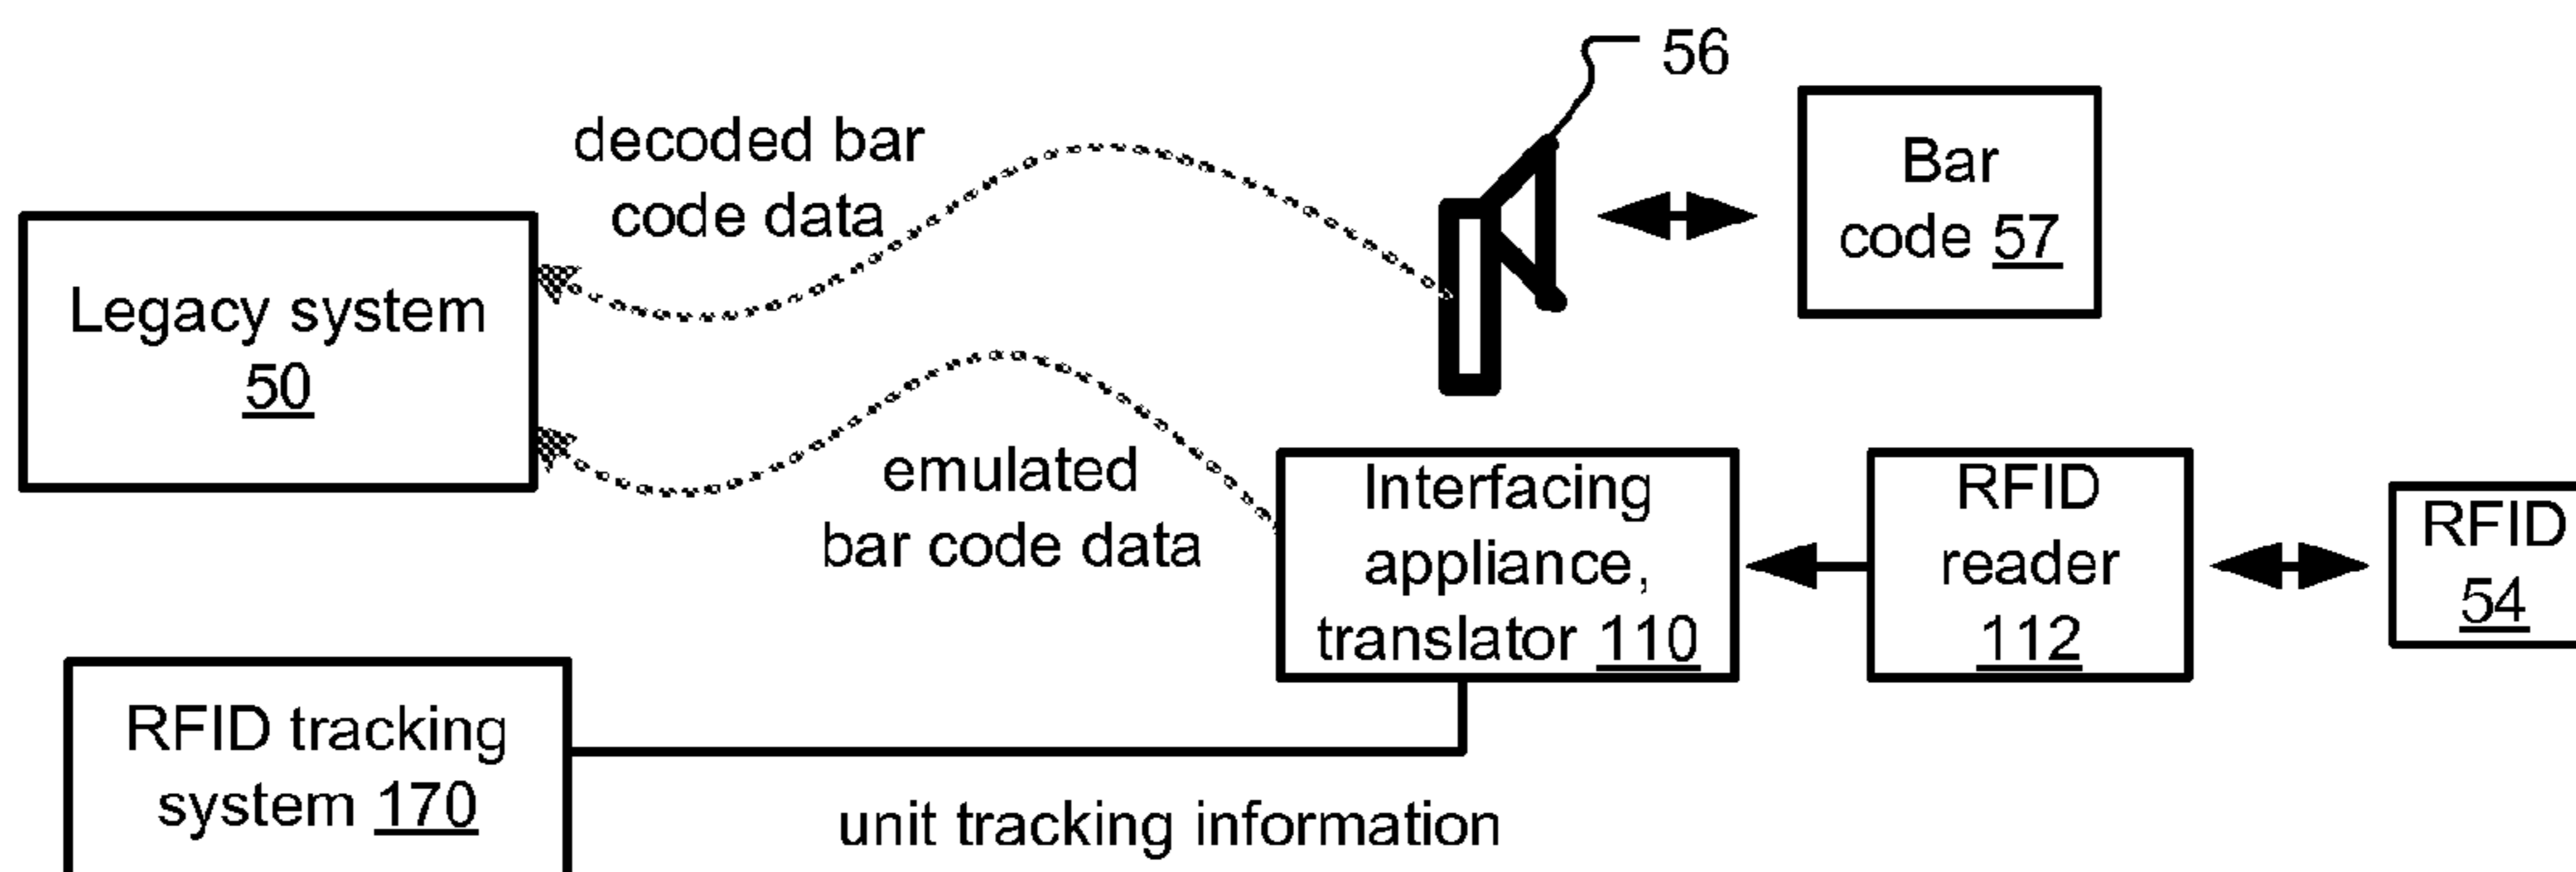 56
decoded bar
code data
Bar
code 57
Legacy system
50
emulated
bar code data
Interfacing
appliance,
translator 110
RFID
reader
112
RFID
54
RFID tracking
system 170
unit tracking information